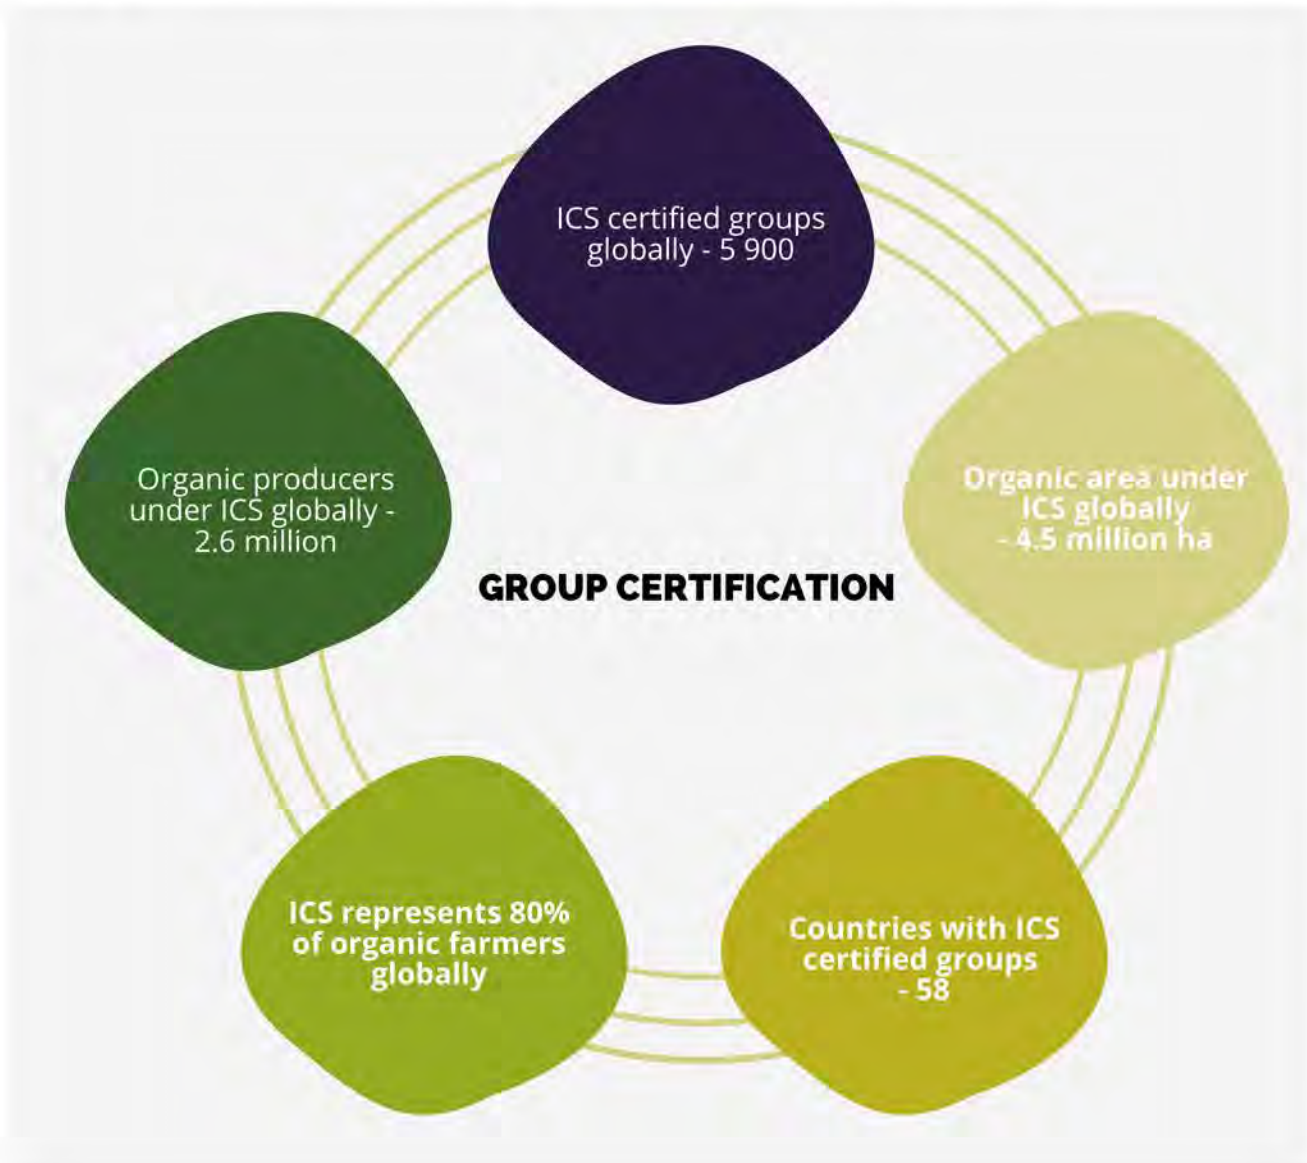 ICS certified groups
globally - 5 900
Organic area under
ICS globally
- 4.5 million ha
Countries with ICS
certified groups
- 58
ICS represents 80%
of organic farmers
globally
Organic producers
under ICS globally -
2.6 million
GROUP CERTIFICATION